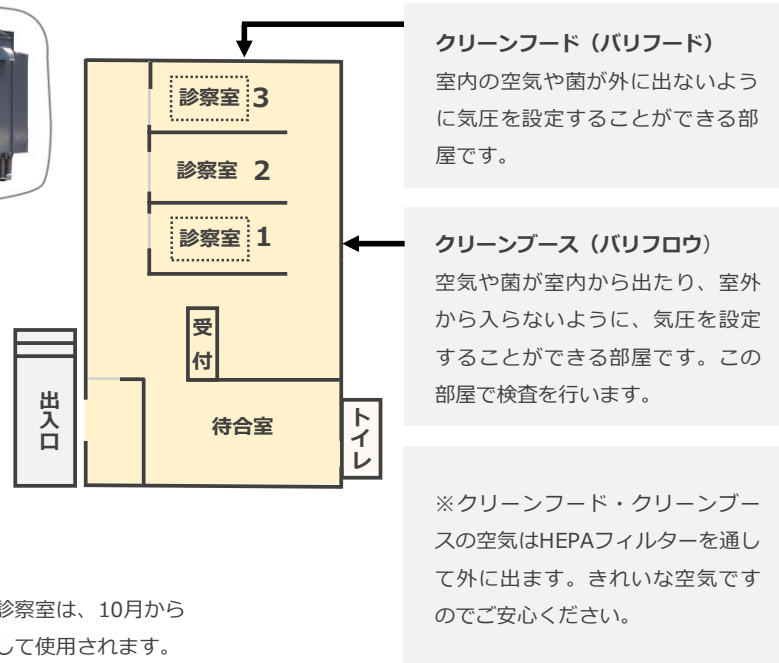 診察室 3
診察室 2
診察室 1
受付
出入口
待合室
トイレ
クリーンフード（バリフード）
室内の空気や菌が外に出ないよう
に気圧を設定することができる部
屋です。
クリーンブース（バリフロウ）
空気や菌が室内から出たり、室外
から入らないように、気圧を設定
することができる部屋です。この
部屋で検査を行います。
※クリーンフード・クリーンブー
スの空気はHEPAフィルターを通し
て外に出ます。きれいな空気です
のでご安心ください。
診察室は、10月から
して使用されます。